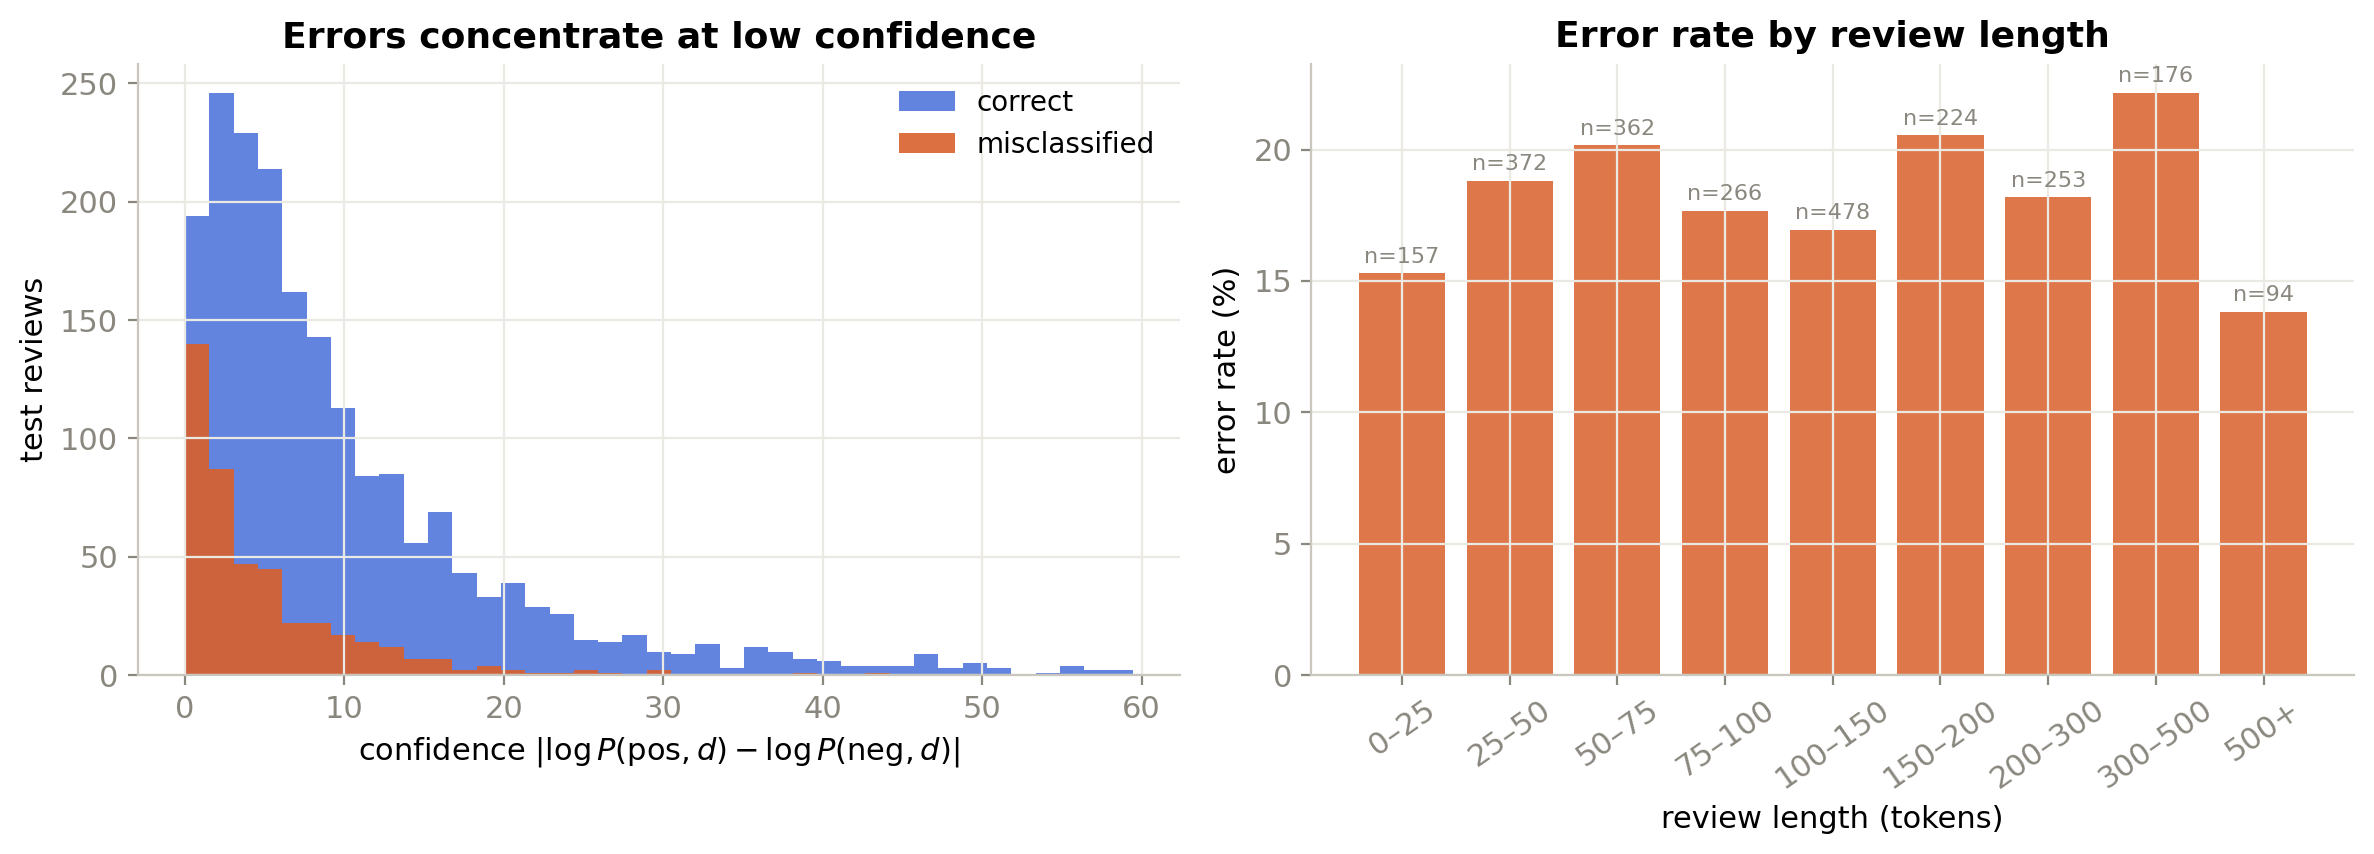 Errors concentrate at low confidence
250
200
150
100
50
0
test reviews
correct
misclassified
0 10 20 30 40 50 60
confidence |log P(pos, d) − log P(neg, d)|
Error rate by review length
20
15
10
5
0
error rate (%)
n=157
n=372
n=362
n=266
n=478
n=224
n=253
n=176
n=94
0–25
25–50
50–75
75–100
100–150
150–200
200–300
300–500
500+
review length (tokens)